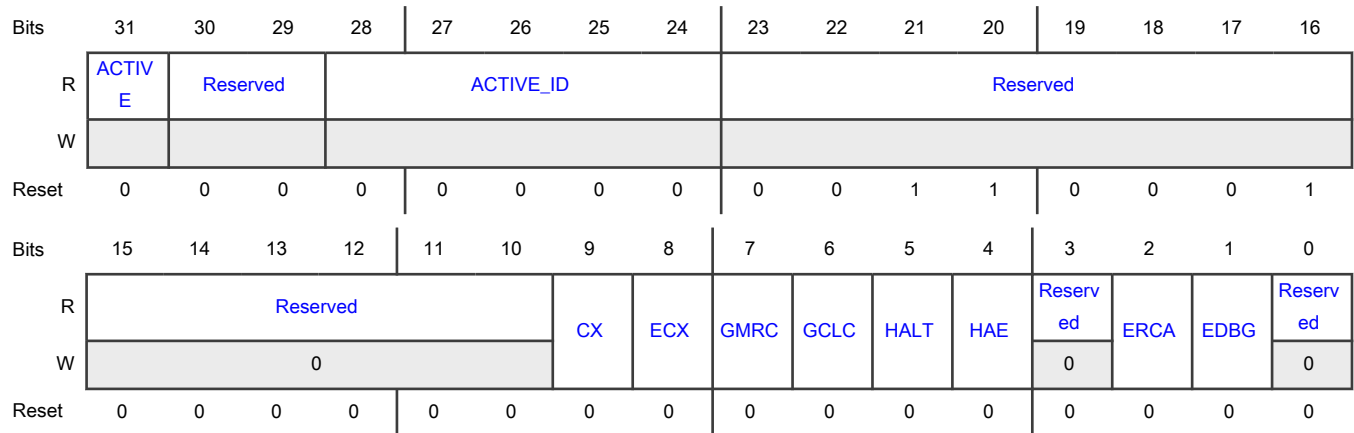 Bits 31 30 29 28 27 26 25 24 23 22 21 20 19 18 17 16
R ACTIV Reserved ACTIVE_ID Reserved
E
W
Reset 0 0 0 0 0 0 0 0 0 0 1 1 0 0 0 1
Bits 15 14 13 12 11 10 9 8 7 6 5 4 3 2 1 0
R Reserved CX ECX GMRC GCLC HALT HAE Reserv ERCA EDBG Reserv
ed ed
W 0 0 0
Reset 0 0 0 0 0 0 0 0 0 0 0 0 0 0 0 0